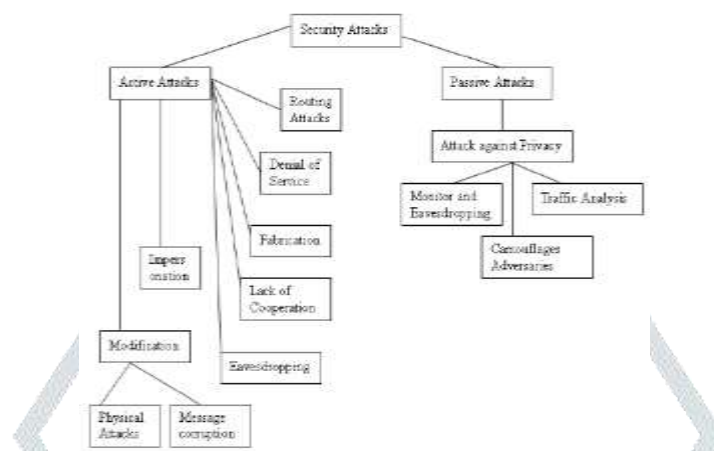 Security Attacks
Active Attacks
Passive Attacks
Routing
Attacks
Attack against Privacy
Denial of
Service
Monitor and
Eavesdropping
Traffic Analysis
Fabrication
Camouflages
Adversaries
Impers
onation
Lack of
Cooperation
Modification
Eavesdropping
Physical
Attacks
Message
corruption